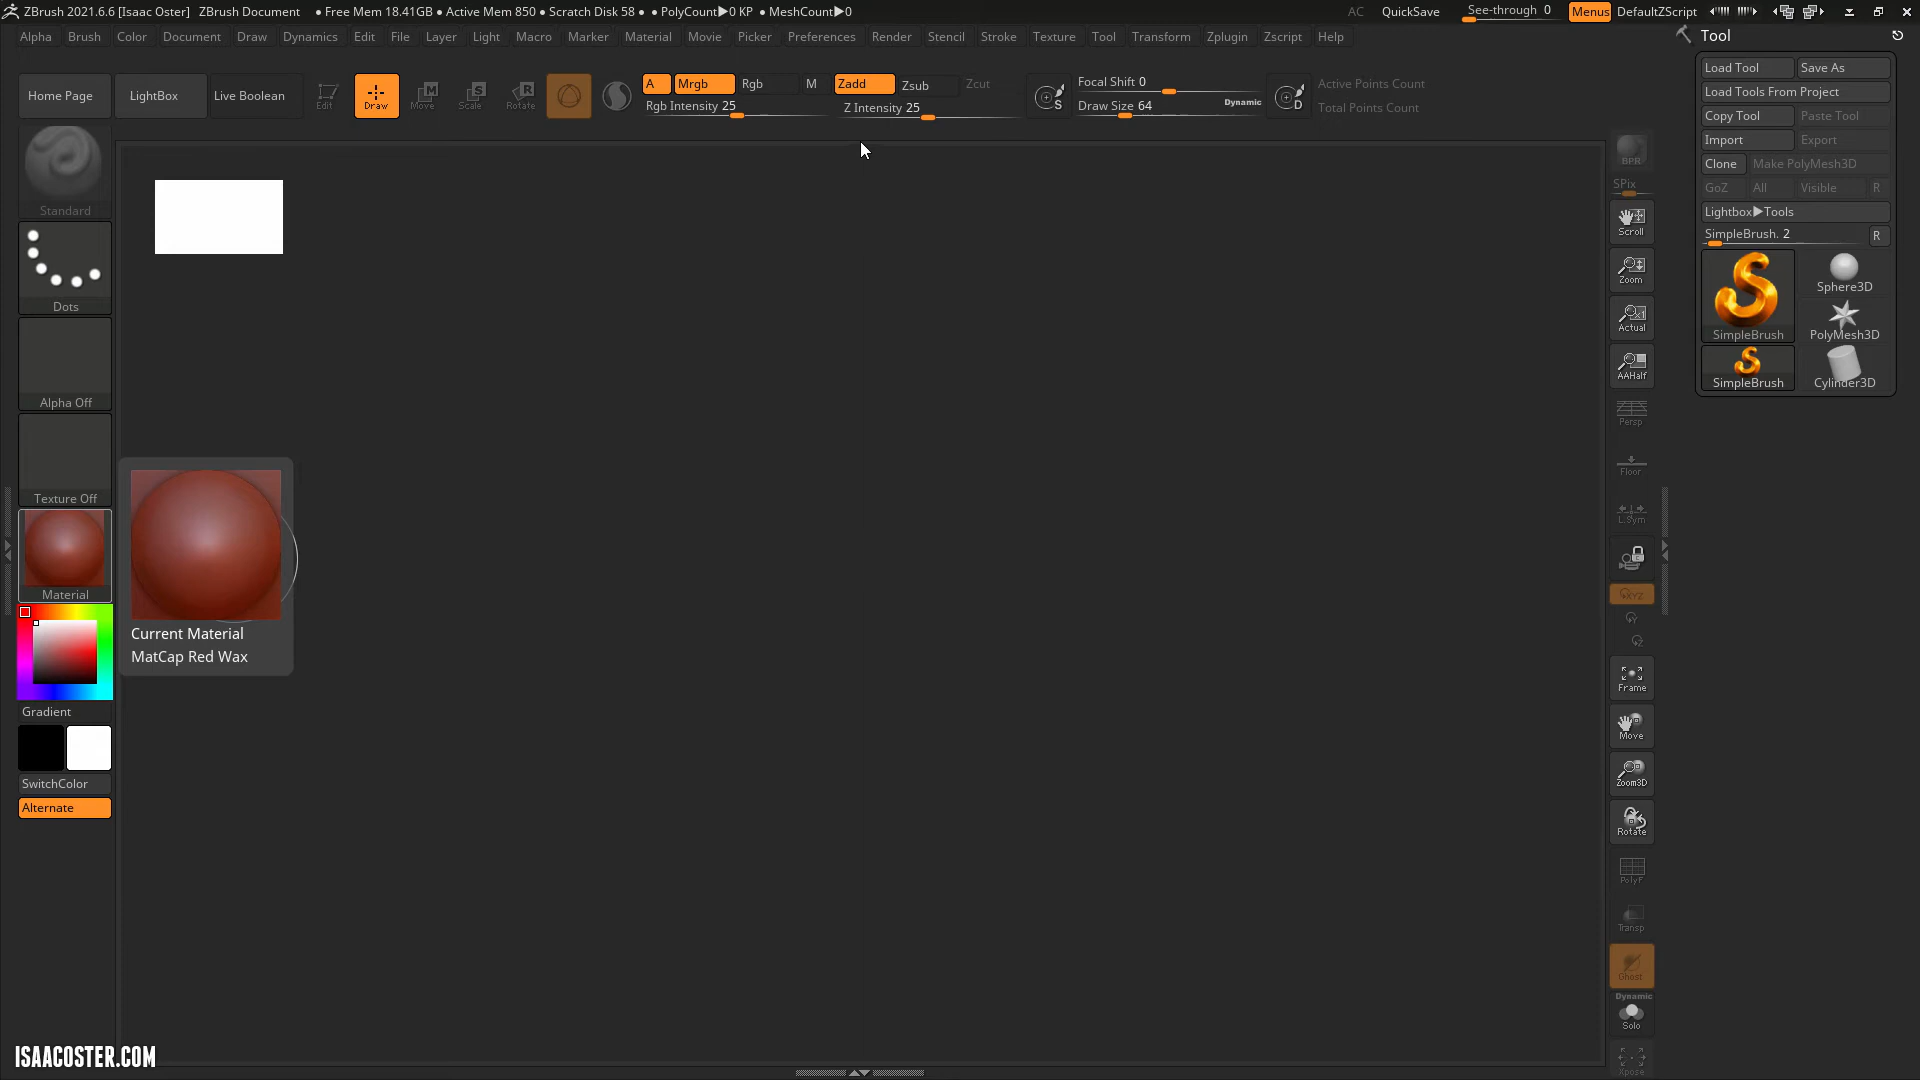 ZBrush 2021.6.6 [Isaac Oster] ZBrush Document ● Free Mem 18.41GB ● Active Mem 850 ● Scratch Disk 58 ● ● PolyCount▶0 KP ● MeshCount▶0 AC QuickSave See-through 0 Menus DefaultZScript
Alpha Brush Color Document Draw Dynamics Edit File Layer Light Macro Marker Material Movie Picker Preferences Render Stencil Stroke Texture Tool Transform Zplugin Zscript Help
Home Page LightBox Live Boolean Edit Draw Move Scale Rotate
A Mrgb Rgb M Zadd Zsub Zcut
Rgb Intensity 25 Z Intensity 25
S
Focal Shift 0
Draw Size 64 Dynamic
D
Active Points Count
Total Points Count
Standard
Dots
Alpha Off
Texture Off
Material
Gradient
SwitchColor
Alternate
Current Material
MatCap Red Wax
BPR
SPix
Scroll
Zoom
Actual
AAHalf
Persp
Floor
L.Sym
XYZ
Y
Z
Frame
Move
Zoom3D
Rotate
PolyF
Transp
Ghost
Dynamic
Solo
Xpose
Tool
Load Tool Save As
Load Tools From Project
Copy Tool Paste Tool
Import Export
Clone Make PolyMesh3D
GoZ All Visible R
Lightbox▶Tools
SimpleBrush. 2 R
SimpleBrush Sphere3D
PolyMesh3D
SimpleBrush Cylinder3D
ISAACOSTER.COM